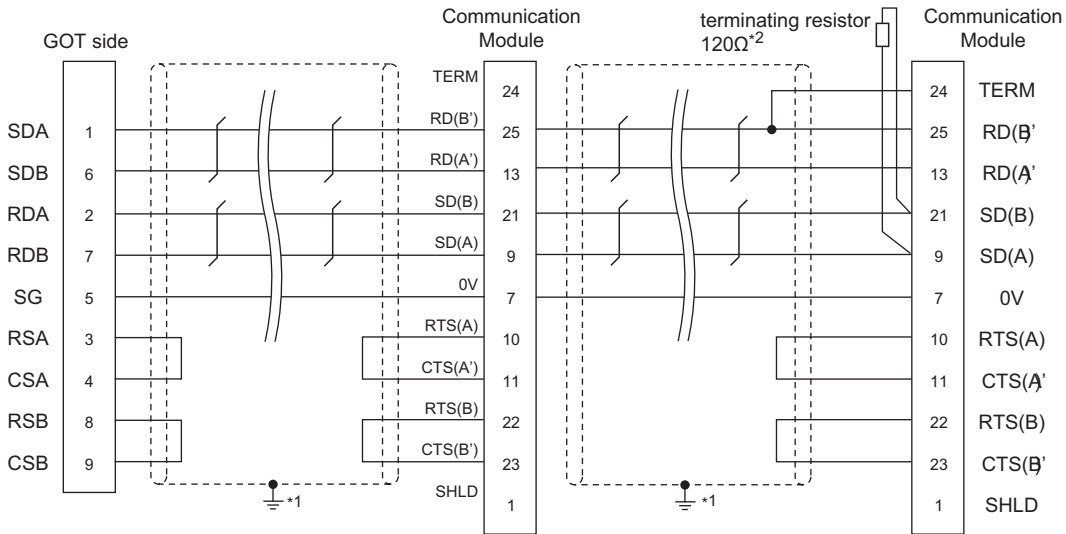 GOT side
Communication
Module
terminating resistor
120Ω*2
Communication
Module
TERM 24 24 TERM
SDA 1 RD(B') 25 25 RD(B)'
SDB 6 RD(A') 13 13 RD(A)'
RDA 2 SD(B) 21 21 SD(B)
RDB 7 SD(A) 9 9 SD(A)
SG 5 0V 7 7 0V
RSA 3 RTS(A) 10 10 RTS(A)
CSA 4 CTS(A') 11 11 CTS(A)'
RSB 8 RTS(B) 22 22 RTS(B)
CSB 9 CTS(B') 23 23 CTS(B)'
*1 SHLD 1 *1 1 SHLD